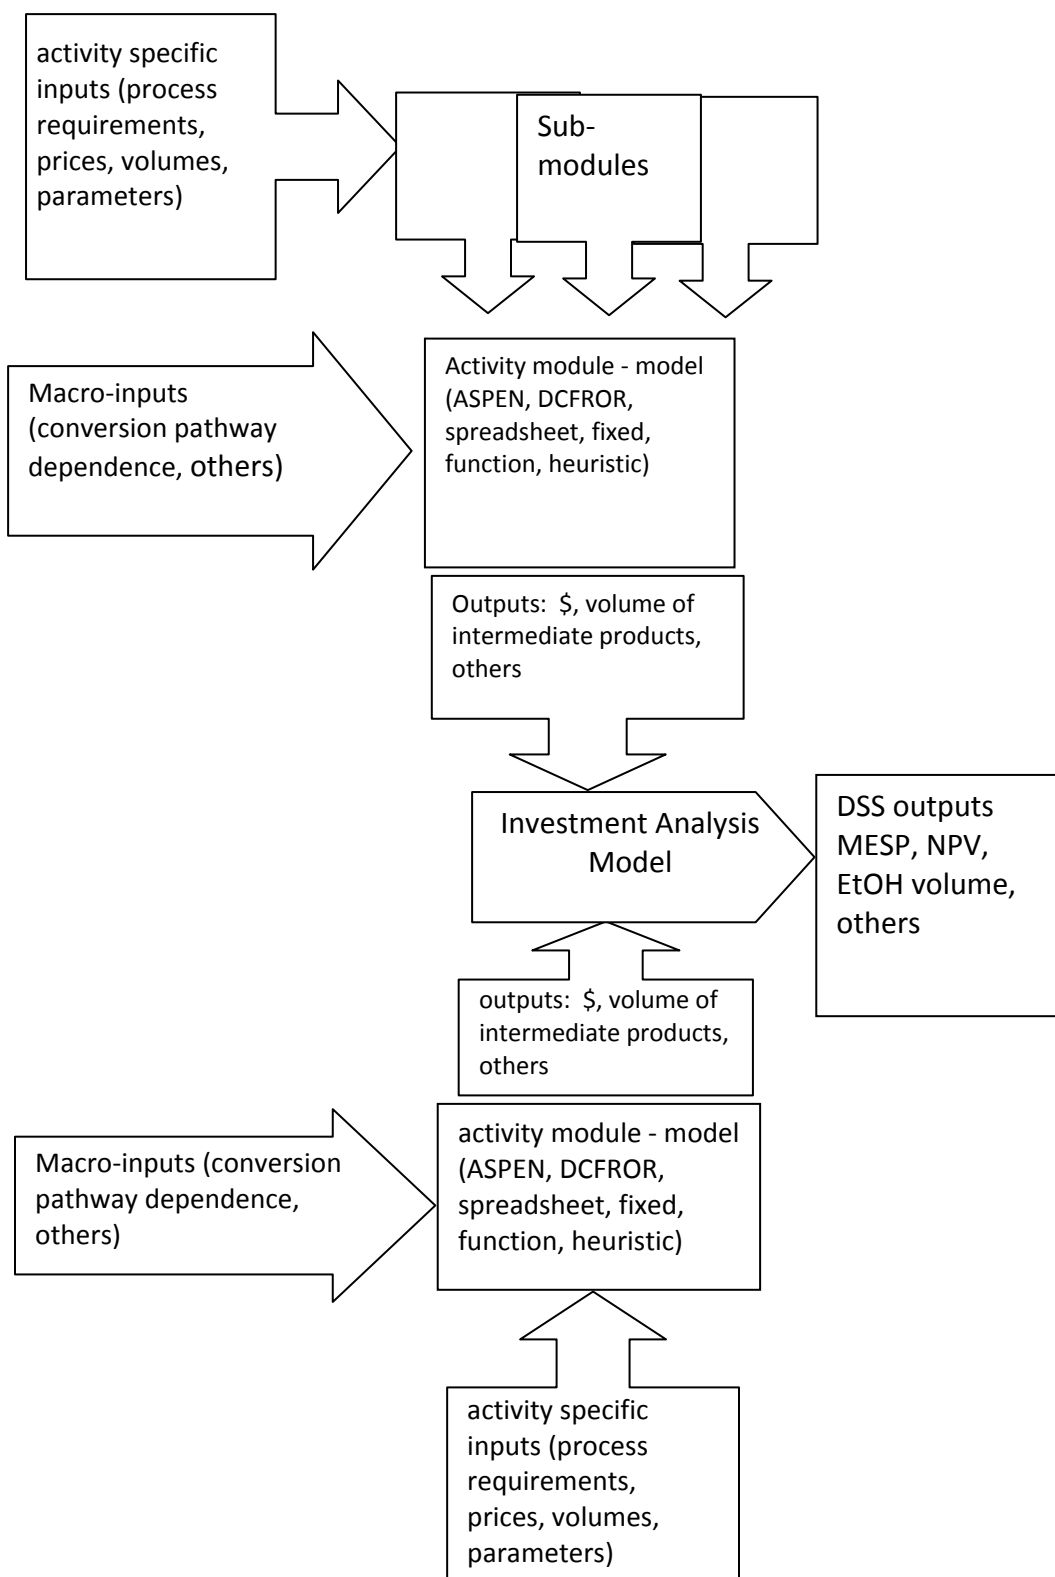 activity specific
inputs (process
requirements,
prices, volumes,
parameters)
Sub-
modules
Macro-inputs
(conversion pathway
dependence, others)
Activity module - model
(ASPEN, DCFROR,
spreadsheet, fixed,
function, heuristic)
Outputs:  $, volume of
intermediate products,
others
Investment Analysis
Model
DSS outputs
MESP, NPV,
EtOH volume,
others
outputs:  $, volume of
intermediate products,
others
activity module - model
(ASPEN, DCFROR,
spreadsheet, fixed,
function, heuristic)
Macro-inputs (conversion
pathway dependence,
others)
activity specific
inputs (process
requirements,
prices, volumes,
parameters)